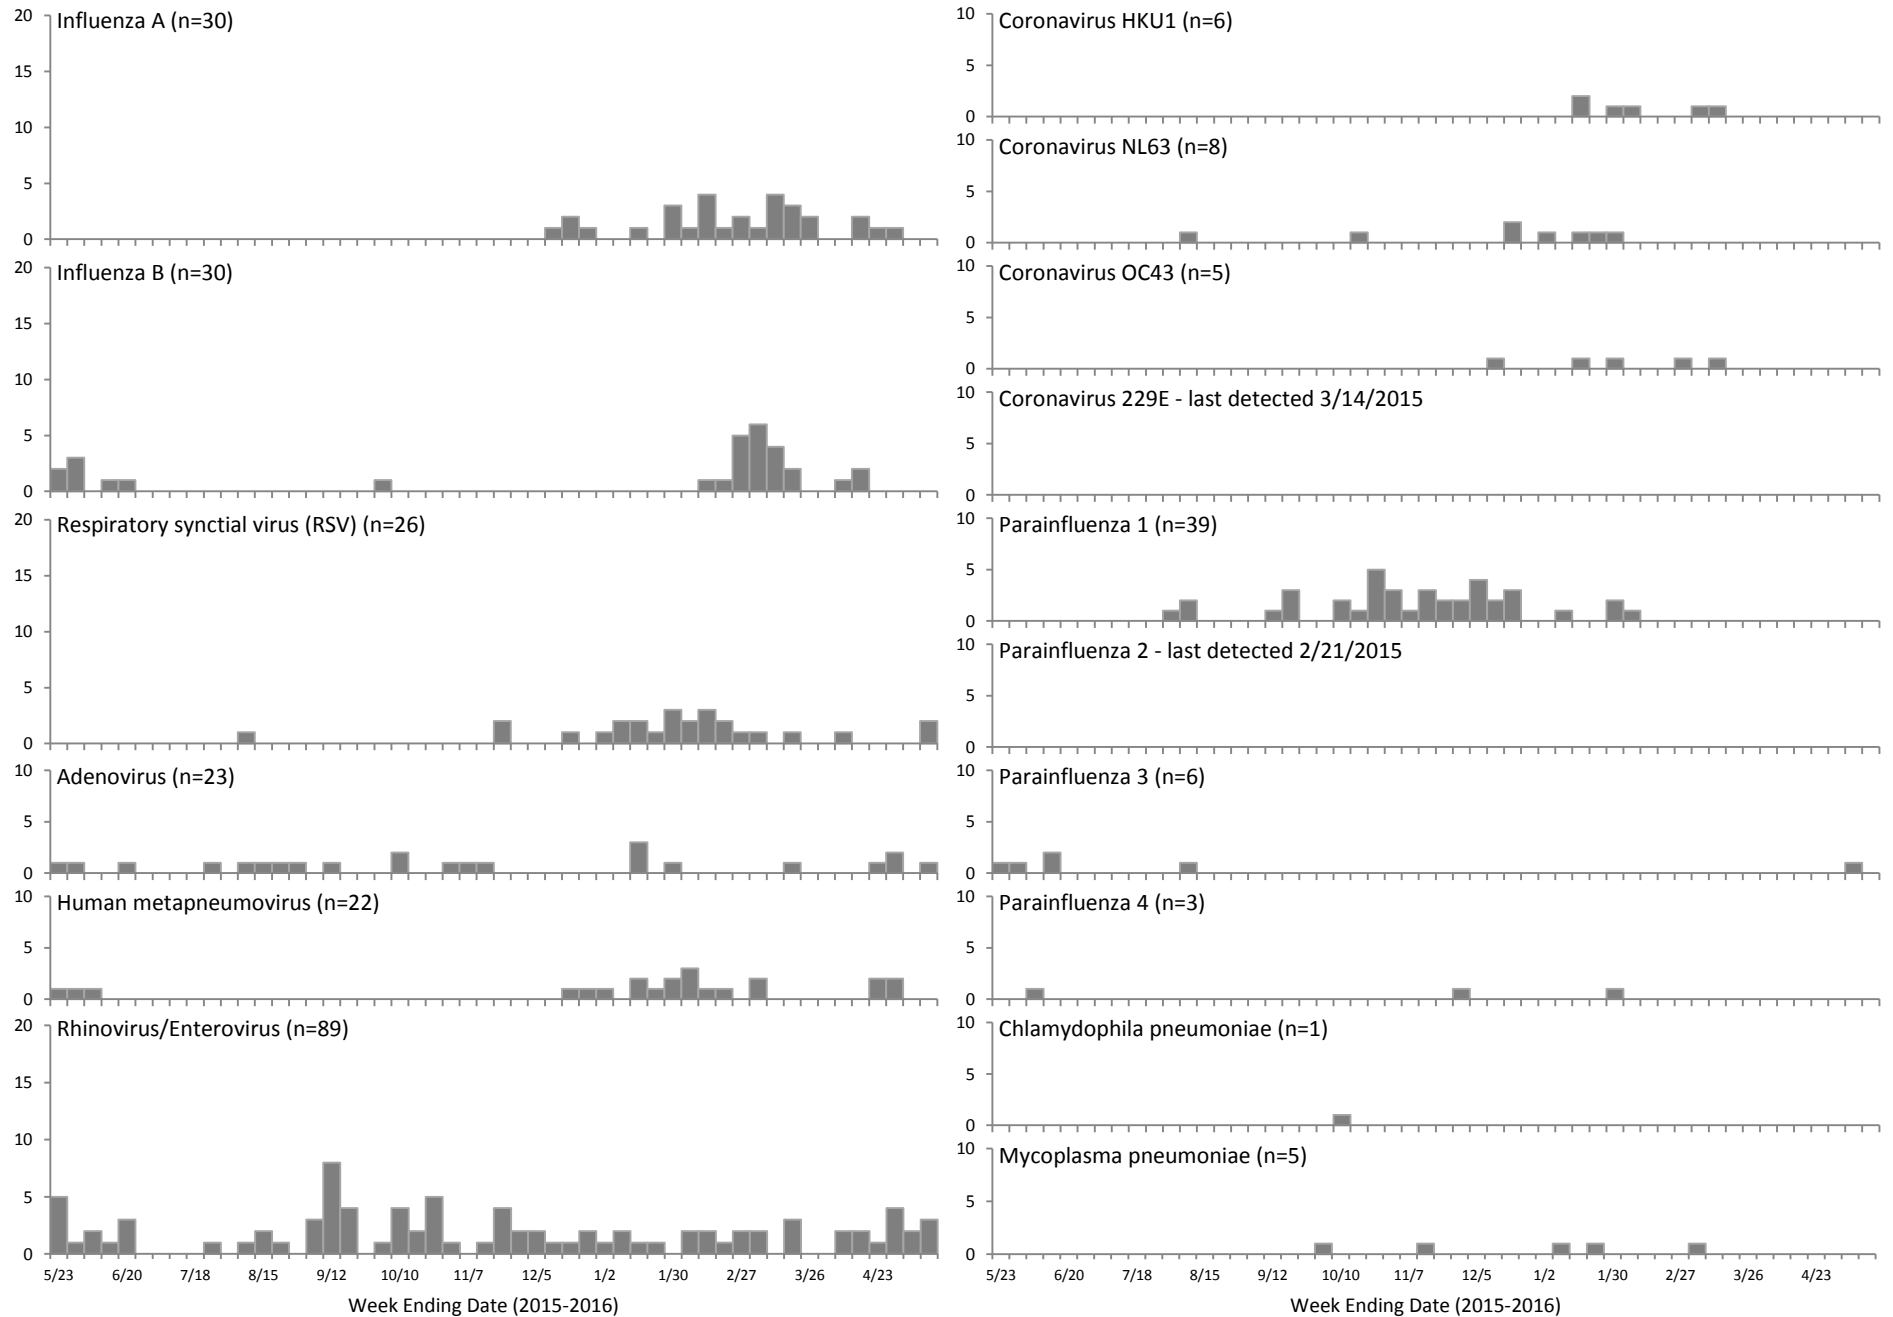 Influenza A (n=30)
20
15
10
5
0
Influenza B (n=30)
20
15
10
5
0
Respiratory synctial virus (RSV) (n=26)
20
15
10
5
0
Adenovirus (n=23)
10
5
0
Human metapneumovirus (n=22)
10
5
0
Rhinovirus/Enterovirus (n=89)
20
15
10
5
0
5/23 6/20 7/18 8/15 9/12 10/10 11/7 12/5 1/2 1/30 2/27 3/26 4/23
Week Ending Date (2015-2016)
Coronavirus HKU1 (n=6)
10
5
0
Coronavirus NL63 (n=8)
10
5
0
Coronavirus OC43 (n=5)
10
5
0
Coronavirus 229E - last detected 3/14/2015
10
5
0
Parainfluenza 1 (n=39)
10
5
0
Parainfluenza 2 - last detected 2/21/2015
10
5
0
Parainfluenza 3 (n=6)
10
5
0
Parainfluenza 4 (n=3)
10
5
0
Chlamydophila pneumoniae (n=1)
10
5
0
Mycoplasma pneumoniae (n=5)
10
5
0
5/23 6/20 7/18 8/15 9/12 10/10 11/7 12/5 1/2 1/30 2/27 3/26 4/23
Week Ending Date (2015-2016)